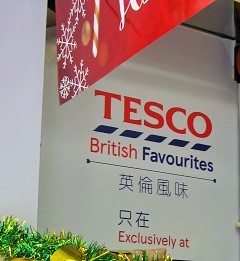 TESCO
British Favourites
英倫風味
只在
Exclusively at